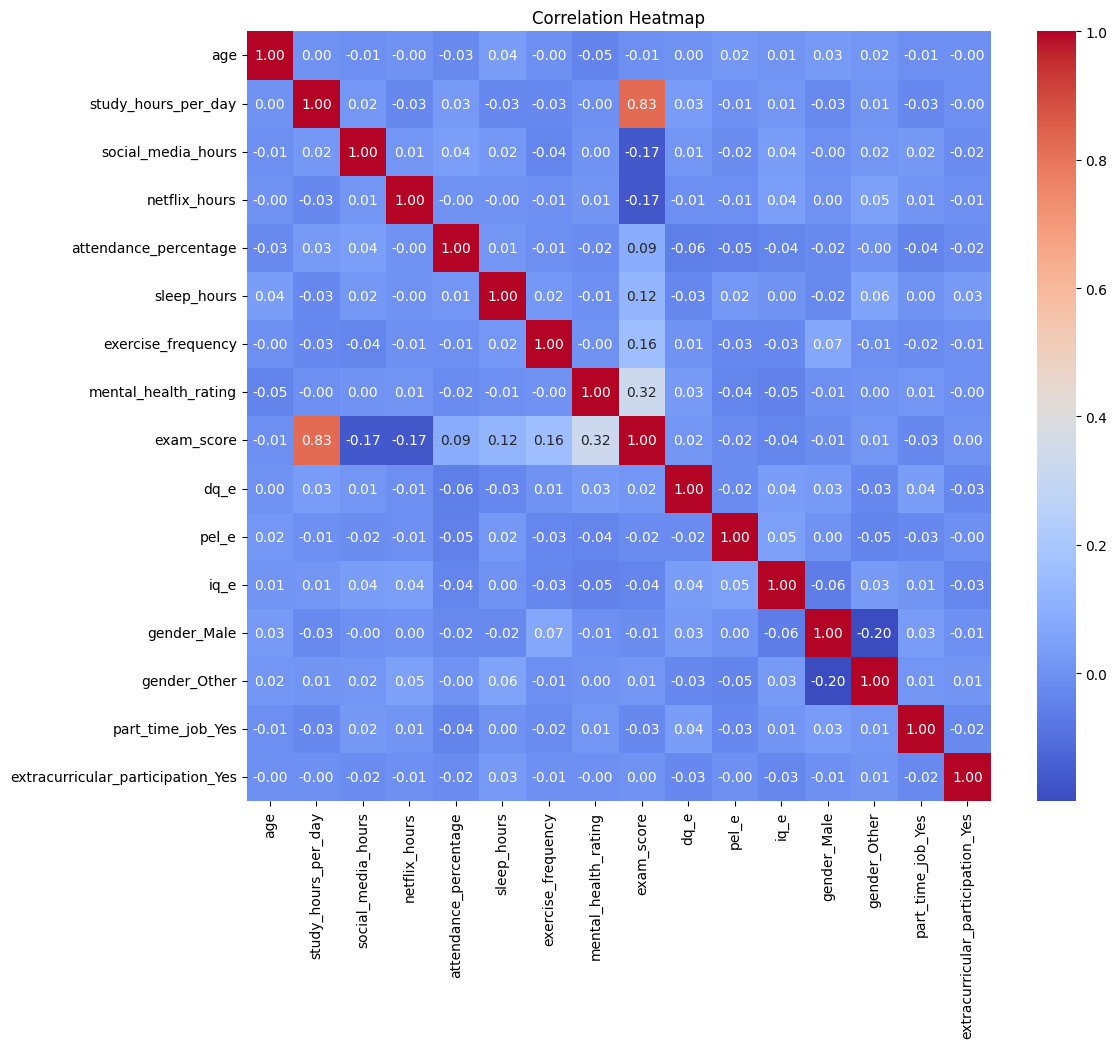 Correlation Heatmap
age 1.00 0.00 -0.01 -0.00 -0.03 0.04 -0.00 -0.05 -0.01 0.00 0.02 0.01 0.03 0.02 -0.01 -0.00
study_hours_per_day 0.00 1.00 0.02 -0.03 0.03 -0.03 -0.03 -0.00 0.83 0.03 -0.01 0.01 -0.03 0.01 -0.03 -0.00
social_media_hours -0.01 0.02 1.00 0.01 0.04 0.02 -0.04 0.00 -0.17 0.01 -0.02 0.04 -0.00 0.02 0.02 -0.02
netflix_hours -0.00 -0.03 0.01 1.00 -0.00 -0.00 -0.01 0.01 -0.17 -0.01 -0.01 0.04 0.00 0.05 0.01 -0.01
attendance_percentage -0.03 0.03 0.04 -0.00 1.00 0.01 -0.01 -0.02 0.09 -0.06 -0.05 -0.04 -0.02 -0.00 -0.04 -0.02
sleep_hours 0.04 -0.03 0.02 -0.00 0.01 1.00 0.02 -0.01 0.12 -0.03 0.02 0.00 -0.02 0.06 0.00 0.03
exercise_frequency -0.00 -0.03 -0.04 -0.01 -0.01 0.02 1.00 -0.00 0.16 0.01 -0.03 -0.03 0.07 -0.01 -0.02 -0.01
mental_health_rating -0.05 -0.00 0.00 0.01 -0.02 -0.01 -0.00 1.00 0.32 0.03 -0.04 -0.05 -0.01 0.00 0.01 -0.00
exam_score -0.01 0.83 -0.17 -0.17 0.09 0.12 0.16 0.32 1.00 0.02 -0.02 -0.04 -0.01 0.01 -0.03 0.00
dq_e 0.00 0.03 0.01 -0.01 -0.06 -0.03 0.01 0.03 0.02 1.00 -0.02 0.04 0.03 -0.03 0.04 -0.03
pel_e 0.02 -0.01 -0.02 -0.01 -0.05 0.02 -0.03 -0.04 -0.02 -0.02 1.00 0.05 0.00 -0.05 -0.03 -0.00
iq_e 0.01 0.01 0.04 0.04 -0.04 0.00 -0.03 -0.05 -0.04 0.04 0.05 1.00 -0.06 0.03 0.01 -0.03
gender_Male 0.03 -0.03 -0.00 0.00 -0.02 -0.02 0.07 -0.01 -0.01 0.03 0.00 -0.06 1.00 -0.20 0.03 -0.01
gender_Other 0.02 0.01 0.02 0.05 -0.00 0.06 -0.01 0.00 0.01 -0.03 -0.05 0.03 -0.20 1.00 0.01 0.01
part_time_job_Yes -0.01 -0.03 0.02 0.01 -0.04 0.00 -0.02 0.01 -0.03 0.04 -0.03 0.01 0.03 0.01 1.00 -0.02
extracurricular_participation_Yes -0.00 -0.00 -0.02 -0.01 -0.02 0.03 -0.01 -0.00 0.00 -0.03 -0.00 -0.03 -0.01 0.01 -0.02 1.00
age
study_hours_per_day
social_media_hours
netflix_hours
attendance_percentage
sleep_hours
exercise_frequency
mental_health_rating
exam_score
dq_e
pel_e
iq_e
gender_Male
gender_Other
part_time_job_Yes
extracurricular_participation_Yes
1.0
0.8
0.6
0.4
0.2
0.0